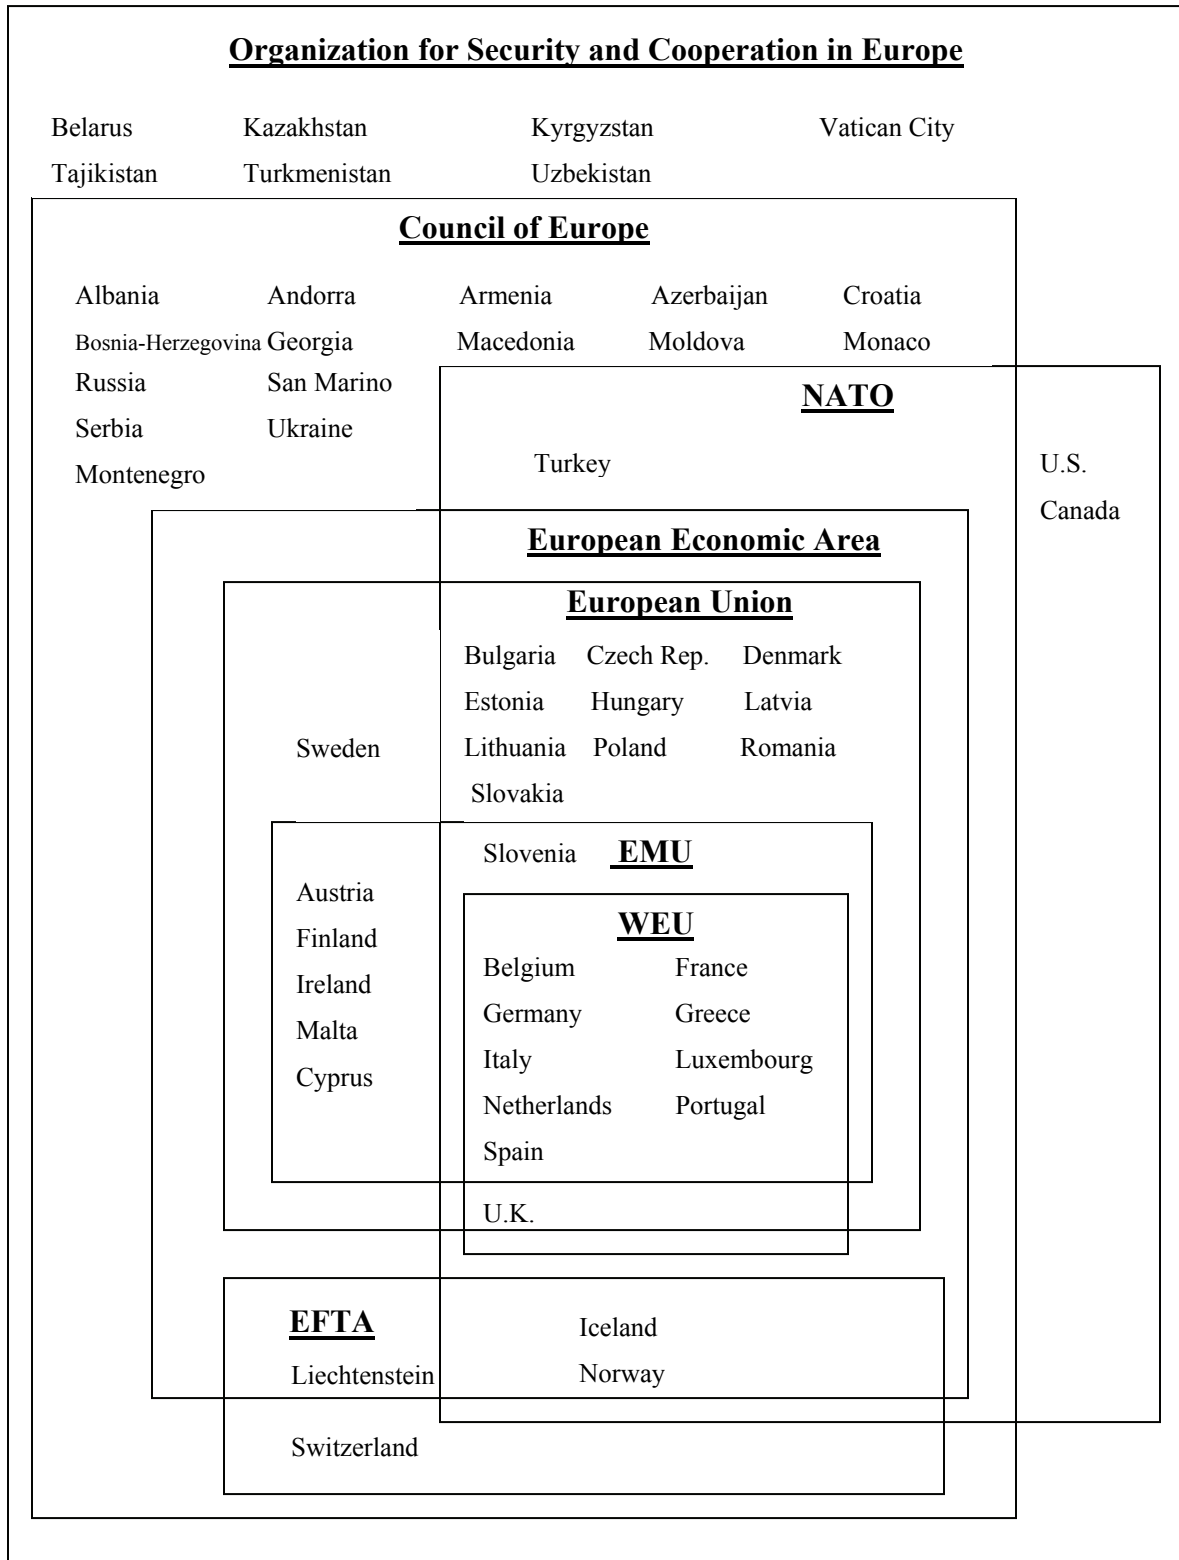 Organization for Security and Cooperation in Europe
Belarus Kazakhstan Kyrgyzstan Vatican City
Tajikistan Turkmenistan Uzbekistan
Council of Europe
Albania Andorra Armenia Azerbaijan Croatia
Bosnia-Herzegovina Georgia Macedonia Moldova Monaco
Russia San Marino
NATO
Serbia Ukraine
Turkey U.S.
Montenegro
Canada
European Economic Area
European Union
Bulgaria Czech Rep. Denmark
Estonia Hungary Latvia
Sweden Lithuania Poland Romania
Slovakia
Slovenia EMU
Austria
WEU
Finland
Belgium France
Ireland
Germany Greece
Malta
Italy Luxembourg
Cyprus
Netherlands Portugal
Spain
U.K.
EFTA Iceland
Liechtenstein Norway
Switzerland